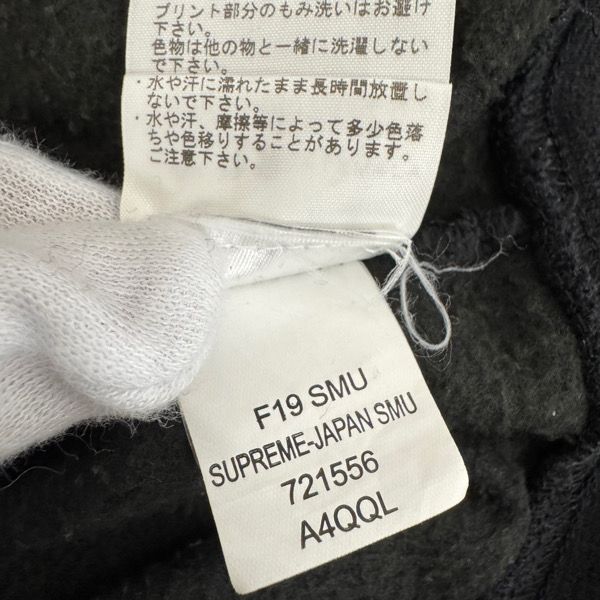 プリント部分のもみ洗いはお避け
下さい。
色物は他の物と一緒に洗濯しない
で下さい。
・水や汗に濡れたまま長時間放置し
ないで下さい。
・水や汗、摩擦等によって多少色落
ちや色移りすることがあります。
ご注意下さい。
F19 SMU
SUPREME-JAPAN SMU
721556
A4QQL